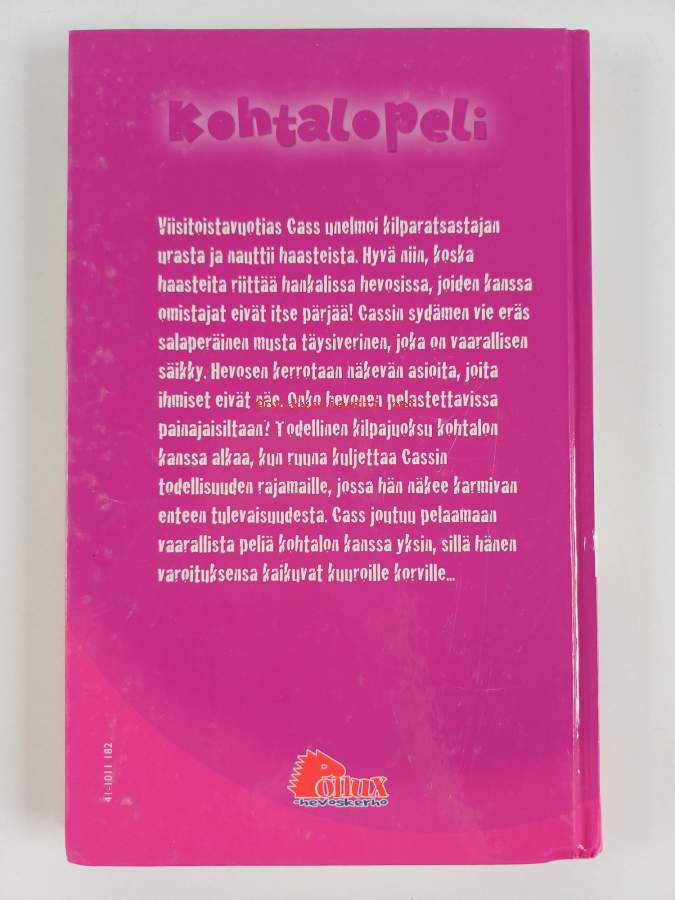 Kohtalopeli
Viisitoistavuotias Cass unelmoi kilparatsastajan
urasta ja nauttii haasteista. Hyvä niin, koska
haasteita riittää hankalissa hevosissa, joiden kanssa
omistajat eivät itse pärjää! Cassin sydämen vie eräs
salaperäinen musta täysiverinen, joka on vaarallisen
säikky. Hevosen kerrotaan näkevän asioita, joita
ihmiset eivät näe. Onko hevonen pelastettavissa
painajaisiltaan? Todellinen kilpajuoksu kohtalon
kanssa alkaa, kun ruuna kuljettaa Cassin
todellisuuden rajamaille, jossa hän näkee karmivan
enteen tulevaisuudesta. Cass joutuu pelaamaan
vaarallista peliä kohtalon kanssa yksin, sillä hänen
varoituksensa kaikuvat kuuroille korville...
41-1011 182
Pollux
-hevoskerho